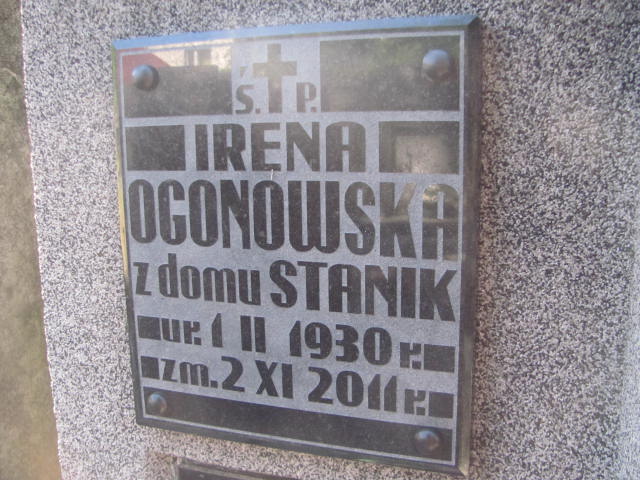 Ś. P.
IRENA
OGONOWSKA
z domu STANIK
ur. 1 II 1930 r.
zm. 2 XI 2011 r.